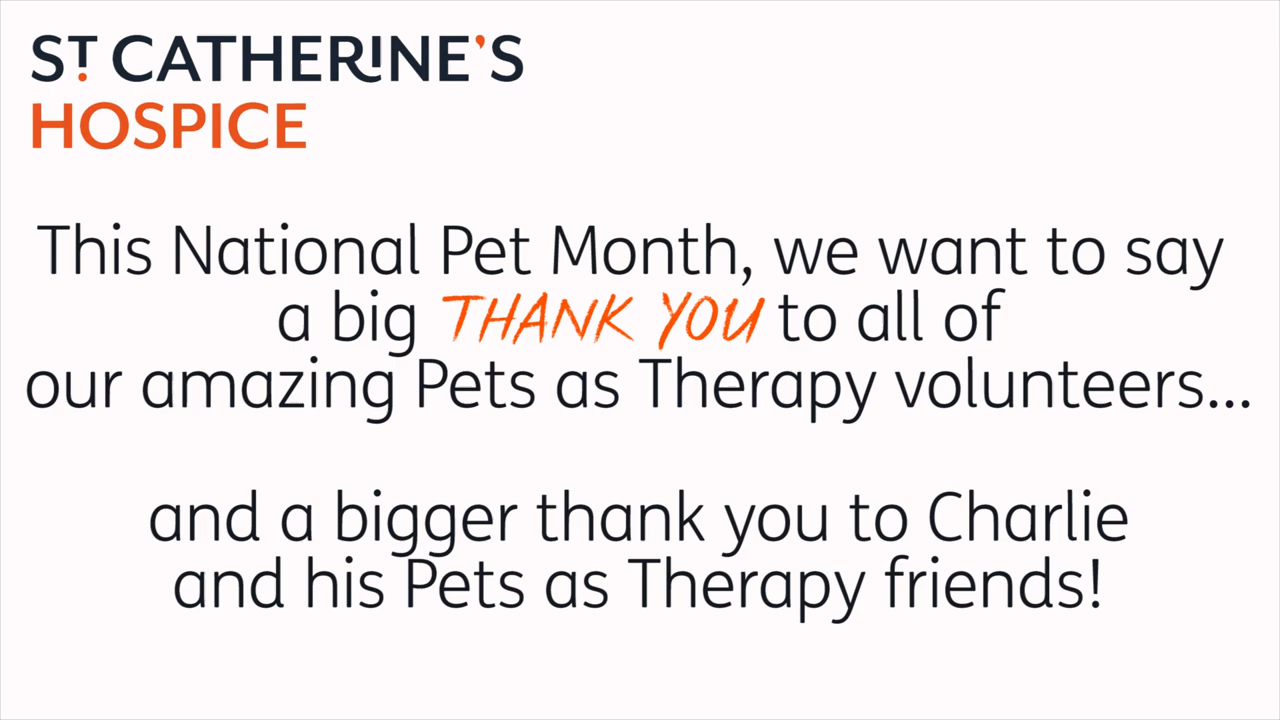 ST CATHERINE'S
HOSPICE
This National Pet Month, we want to say
a big THANK YOU to all of
our amazing Pets as Therapy volunteers...
and a bigger thank you to Charlie
and his Pets as Therapy friends!